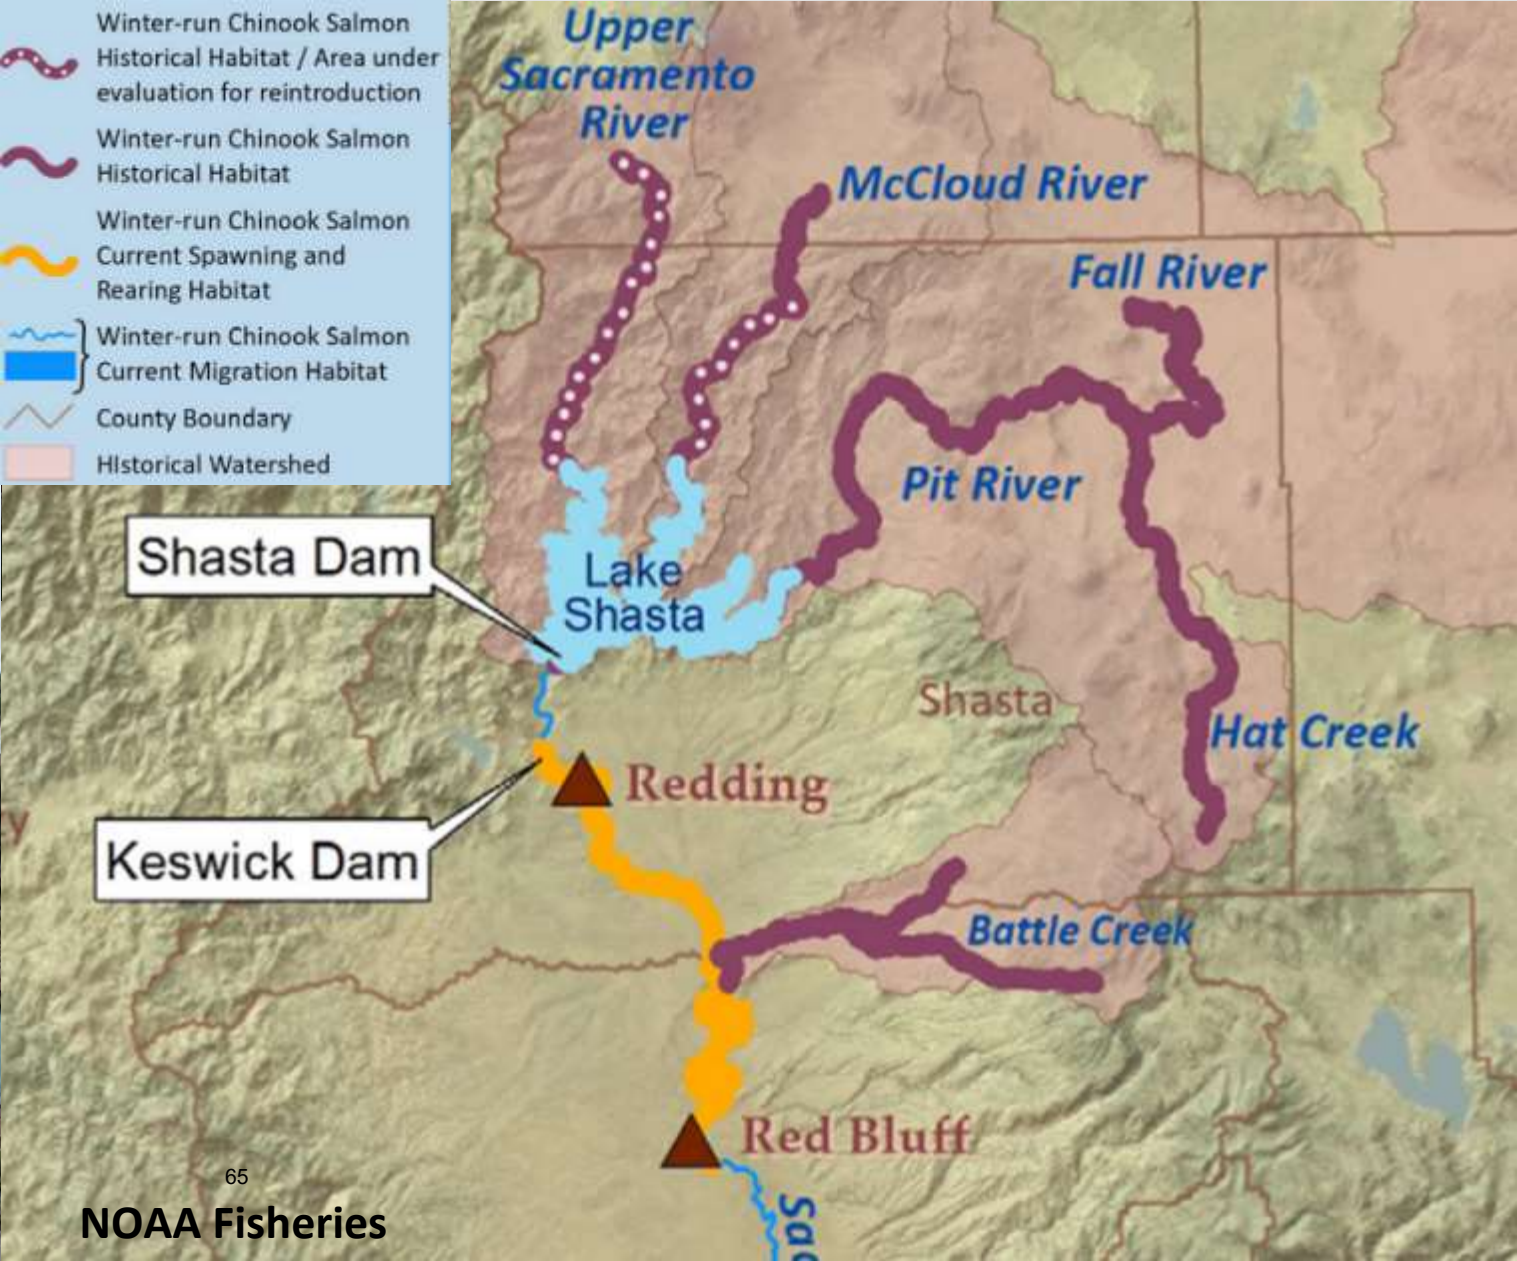 Winter-run Chinook Salmon
Historical Habitat / Area under
evaluation for reintroduction
Winter-run Chinook Salmon
Historical Habitat
Winter-run Chinook Salmon
Current Spawning and
Rearing Habitat
Winter-run Chinook Salmon
Current Migration Habitat
County Boundary
HIstorical Watershed
Upper
Sacramento
River
McCloud River
Fall River
Pit River
Shasta Dam
Lake
Shasta
Shasta
Hat Creek
Redding
Keswick Dam
y
Battle Creek
Red Bluff
65
NOAA Fisheries
Sac